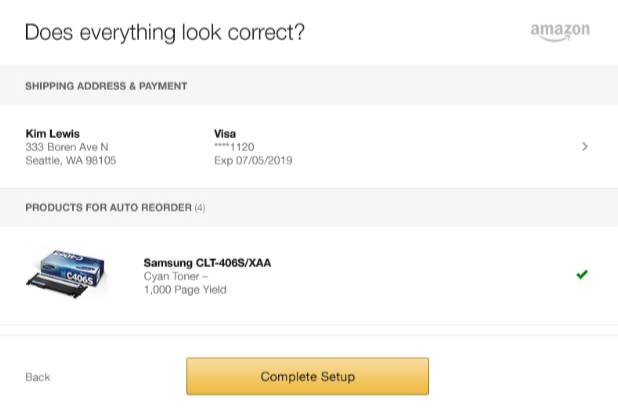 Does everything look correct?
amazon
SHIPPING ADDRESS & PAYMENT
Kim Lewis
333 Boren Ave N
Seattle, WA 98105
Visa
****1120
Exp 07/05/2019
PRODUCTS FOR AUTO REORDER (4)
C406S
Samsung CLT-406S/XAA
Cyan Toner –
1,000 Page Yield
Back
Complete Setup